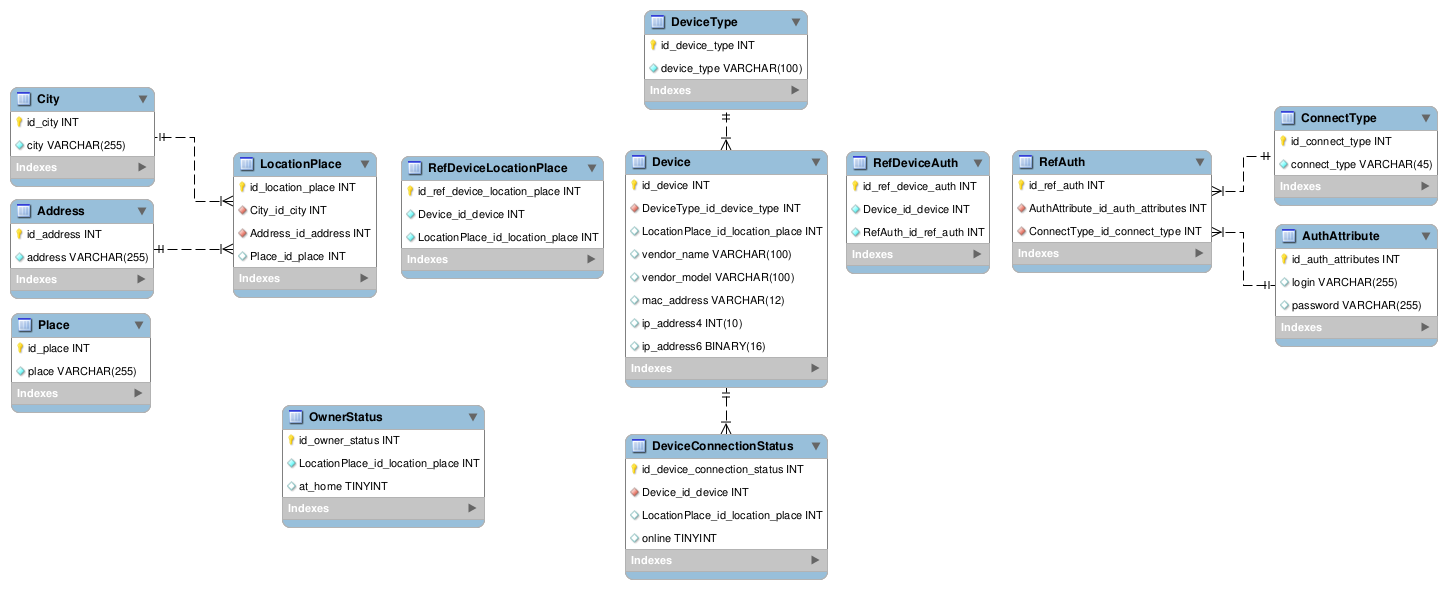 DeviceType
id_device_type INT
device_type VARCHAR(100)
Indexes
City
id_city INT
city VARCHAR(255)
Indexes
Address
id_address INT
address VARCHAR(255)
Indexes
Place
id_place INT
place VARCHAR(255)
Indexes
LocationPlace
id_location_place INT
City_id_city INT
Address_id_address INT
Place_id_place INT
Indexes
RefDeviceLocationPlace
id_ref_device_location_place INT
Device_id_device INT
LocationPlace_id_location_place INT
Indexes
OwnerStatus
id_owner_status INT
LocationPlace_id_location_place INT
at_home TINYINT
Indexes
Device
id_device INT
DeviceType_id_device_type INT
LocationPlace_id_location_place INT
vendor_name VARCHAR(100)
vendor_model VARCHAR(100)
mac_address VARCHAR(12)
ip_address4 INT(10)
ip_address6 BINARY(16)
Indexes
DeviceConnectionStatus
id_device_connection_status INT
Device_id_device INT
LocationPlace_id_location_place INT
online TINYINT
Indexes
RefDeviceAuth
id_ref_device_auth INT
Device_id_device INT
RefAuth_id_ref_auth INT
Indexes
RefAuth
id_ref_auth INT
AuthAttribute_id_auth_attributes INT
ConnectType_id_connect_type INT
Indexes
ConnectType
id_connect_type INT
connect_type VARCHAR(45)
Indexes
AuthAttribute
id_auth_attributes INT
login VARCHAR(255)
password VARCHAR(255)
Indexes